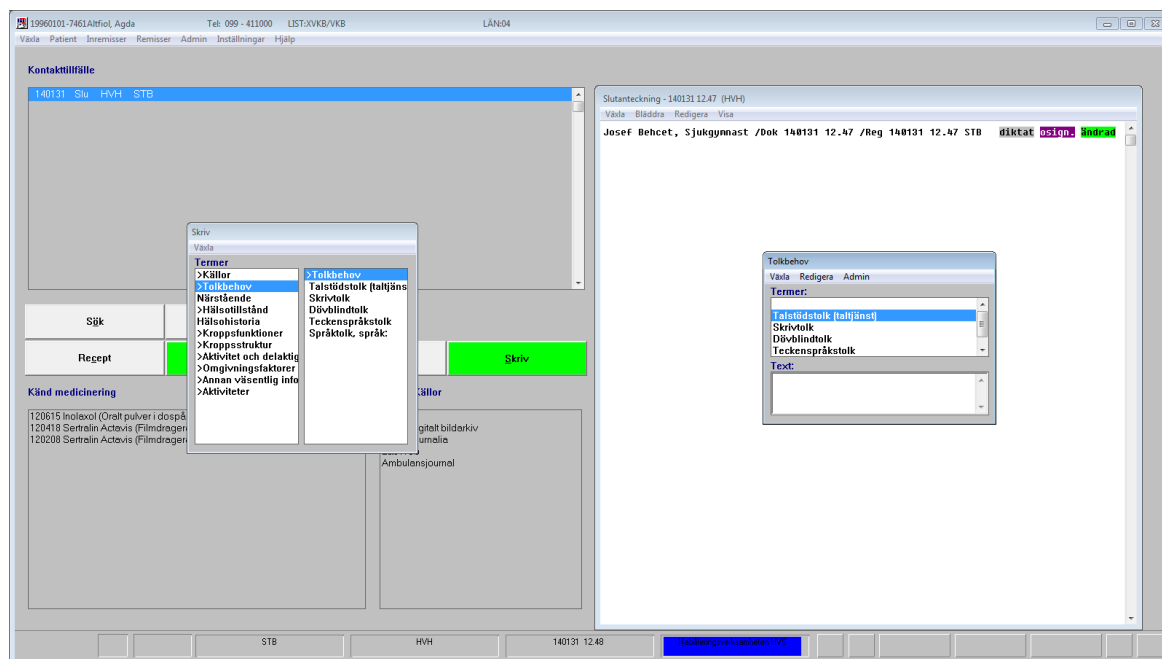 19960101-7461Altfiol, Agda Tel: 099 - 411000 LIST:XVKB/VKB LÄN:04
Växla Patient Inremisser Remisser Admin Inställningar Hjälp
Kontakttillfälle
140131 Slu HVH STB
Sök
Recept
Skriv
Känd medicinering
Källor
120615 Inolaxol (Oralt pulver i dospå
120418 Sertralin Actavis (Filmdrager
120208 Sertralin Actavis (Filmdrager
gitalt bildarkiv
Ambulansjournal
Skriv
Växla
Termer
>Källor
>Tolkbehov
Närstående
>Hälsotillstånd
Hälsohistoria
>Kroppsfunktioner
>Kroppsstruktur
>Aktivitet och delaktig
>Omgivningsfaktorer
>Annan väsentlig info
>Aktiviteter
>Tolkbehov
Talstödstolk (taltjäns
Skrivtolk
Dövblindtolk
Teckenspråkstolk
Språktolk, språk:
Slutanteckning - 140131 12.47 (HVH)
Växla Bläddra Redigera Visa
Josef Behcet, Sjukgymnast /Dok 140131 12.47 /Reg 140131 12.47 STB diktat osign. ändrad
Tolkbehov
Växla Redigera Admin
Termer:
Talstödstolk (taltjänst)
Skrivtolk
Dövblindtolk
Teckenspråkstolk
Text:
STB HVH 140131 12.48